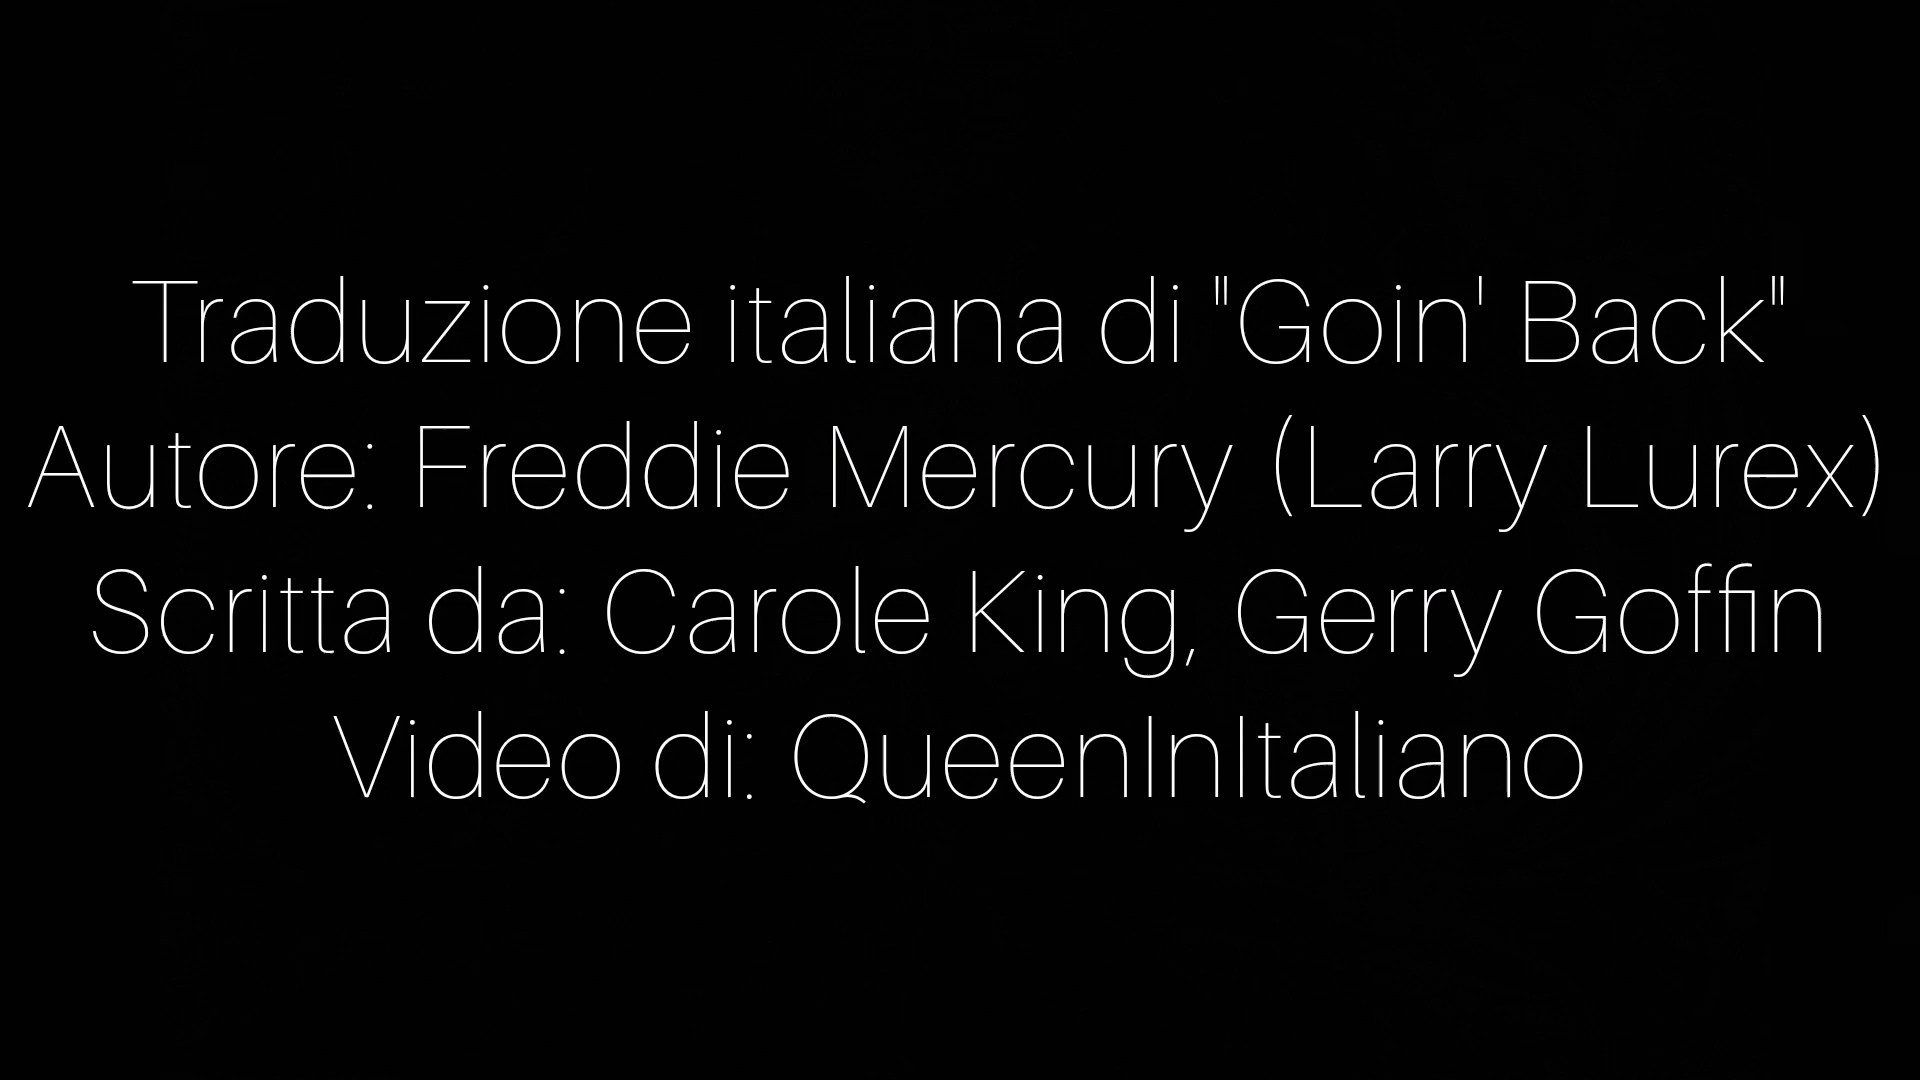 Traduzione italiana di "Goin' Back"
Autore: Freddie Mercury (Larry Lurex)
Scritta da: Carole King, Gerry Goffin
Video di: QueenInItaliano